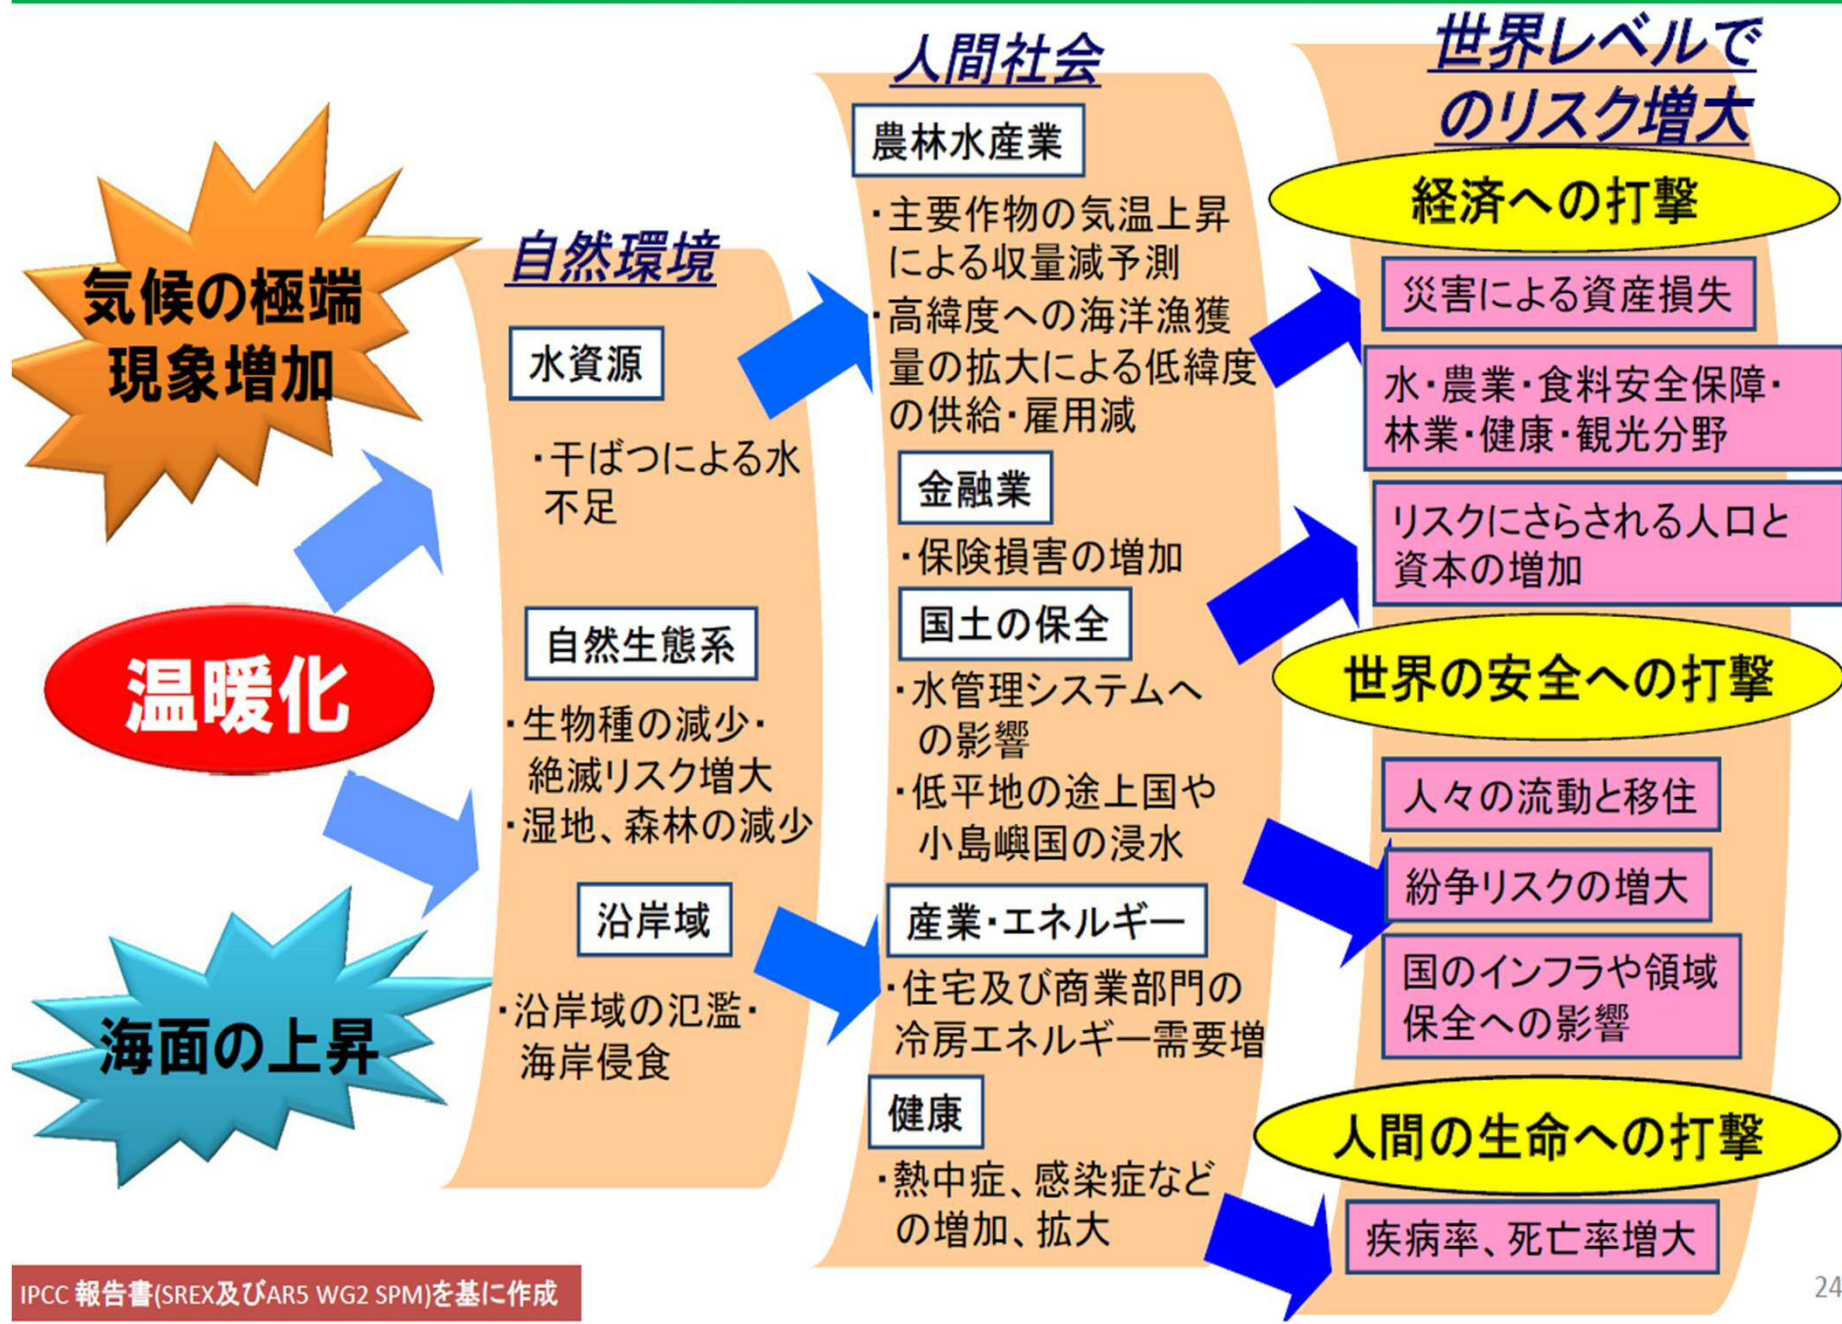 気候の極端
現象増加
温暖化
海面の上昇
自然環境
水資源
・干ばつによる水
不足
自然生態系
・生物種の減少・
絶滅リスク増大
・湿地、森林の減少
沿岸域
・沿岸域の氾濫・
海岸侵食
人間社会
農林水産業
・主要作物の気温上昇
による収量減予測
・高緯度への海洋漁獲
量の拡大による低緯度
の供給・雇用減
金融業
・保険損害の増加
国土の保全
・水管理システムへ
の影響
・低平地の途上国や
小島嶼国の浸水
産業・エネルギー
・住宅及び商業部門の
冷房エネルギー需要増
健康
・熱中症、感染症など
の増加、拡大
世界レベルで
のリスク増大
経済への打撃
災害による資産損失
水・農業・食料安全保障・
林業・健康・観光分野
リスクにさらされる人口と
資本の増加
世界の安全への打撃
人々の流動と移住
紛争リスクの増大
国のインフラや領域
保全への影響
人間の生命への打撃
疾病率、死亡率増大
IPCC 報告書(SREX及びAR5 WG2 SPM)を基に作成
24